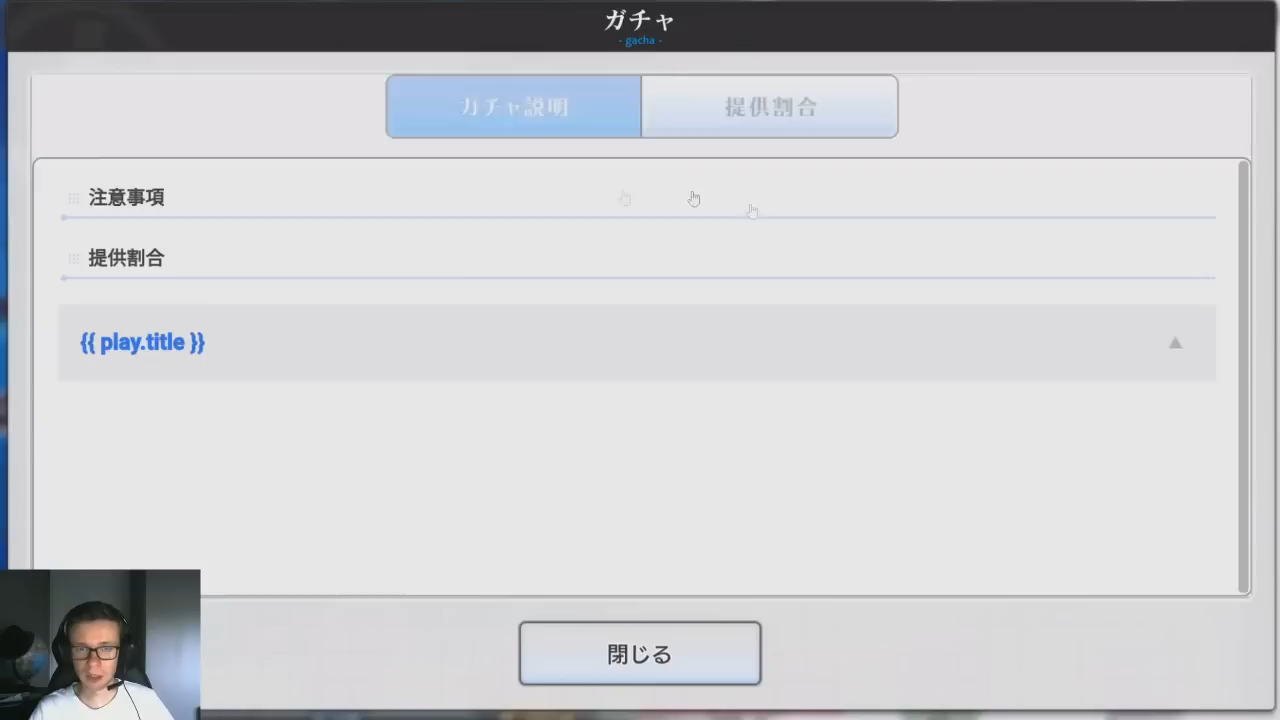 ガチャ
- gacha -
ガチャ説明
提供割合
注意事項
提供割合
{{ play.title }}
閉じる